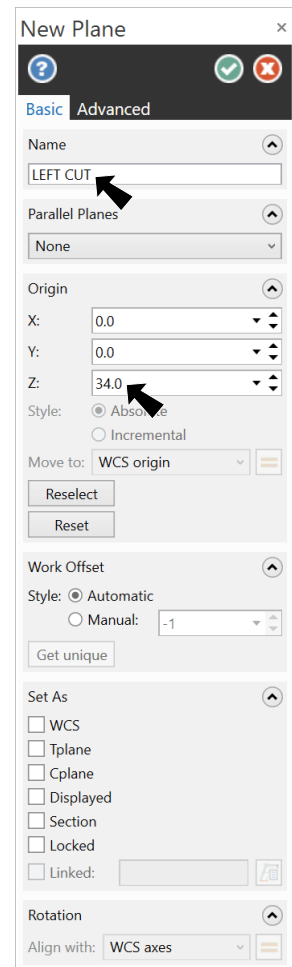 New Plane
Basic Advanced
Name
LEFT CUT
Parallel Planes
None
Origin
X: 0.0
Y: 0.0
Z: 34.0
Style: Absolute
Incremental
Move to: WCS origin
Reselect
Reset
Work Offset
Style: Automatic
Manual: -1
Get unique
Set As
WCS
Tplane
Cplane
Displayed
Section
Locked
Linked:
Rotation
Align with: WCS axes